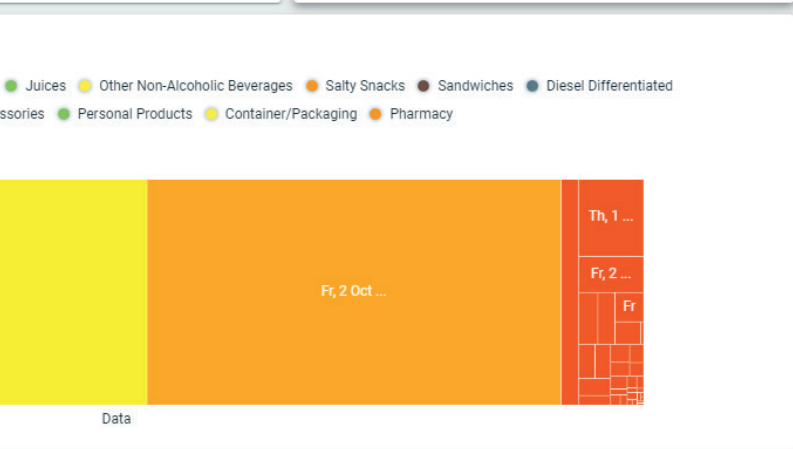 Juices Other Non-Alcoholic Beverages Salty Snacks Sandwiches Diesel Differentiated
ssories Personal Products Container/Packaging Pharmacy
Th, 1 ...
Fr, 2 ...
Fr, 2 Oct ...
Fr
Data